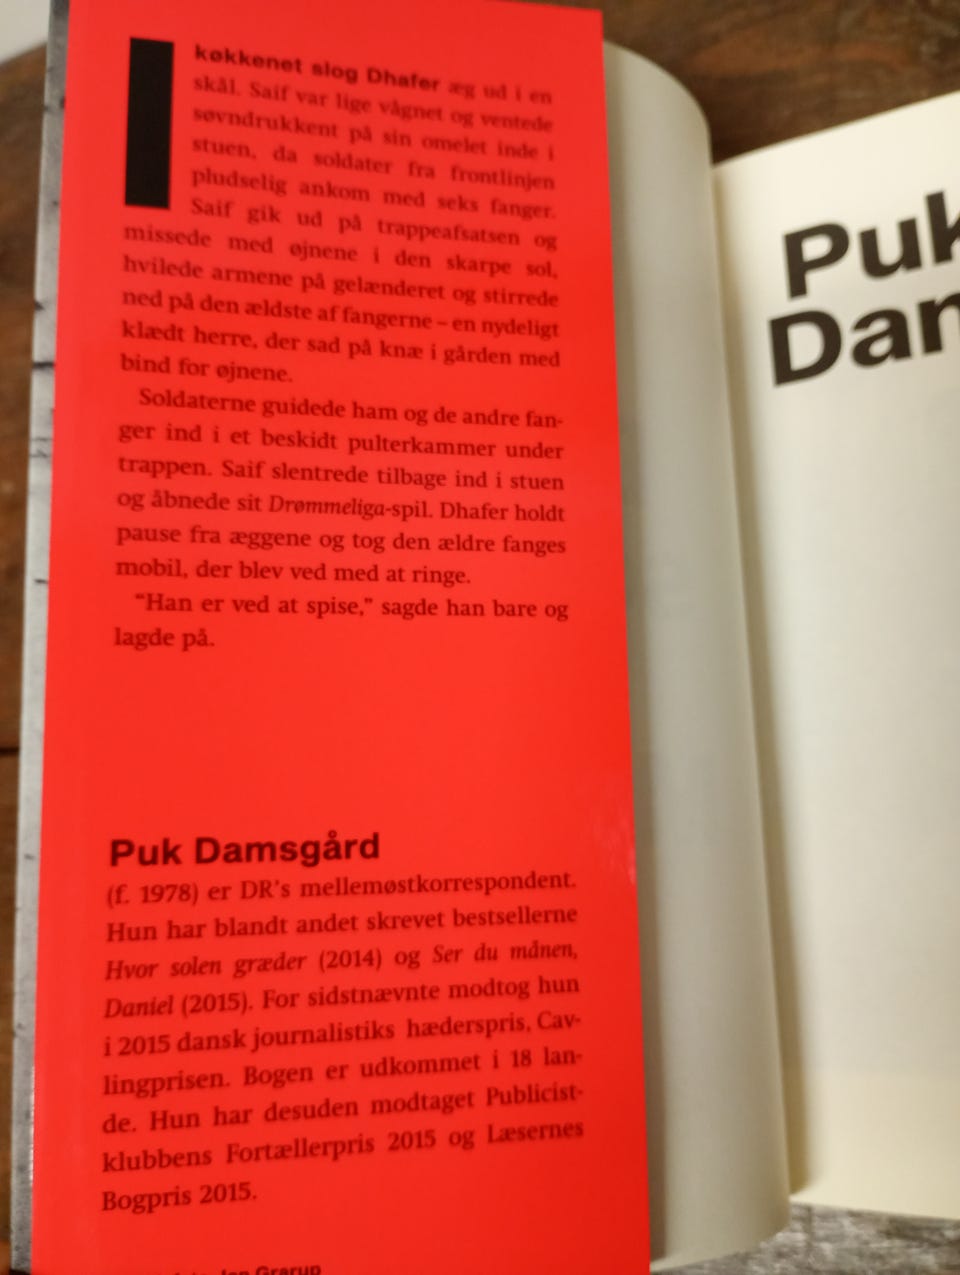 I køkkenet slog Dhafer æg ud i en
skål. Saif var lige vågnet og ventede
søvndrukkent på sin omelet inde i
stuen, da soldater fra frontlinjen
pludselig ankom med seks fanger.
Saif gik ud på trappeafsatsen og
missede med øjnene i den skarpe sol,
hvilede armene på gelænderet og stirrede
ned på den ældste af fangerne – en nydeligt
klædt herre, der sad på knæ i gården med
bind for øjnene.
Soldaterne guidede ham og de andre fan-
ger ind i et beskidt pulterkammer under
trappen. Saif slentrede tilbage ind i stuen
og åbnede sit Drømmeliga-spil. Dhafer holdt
pause fra æggene og tog den ældre fanges
mobil, der blev ved med at ringe.
“Han er ved at spise,” sagde han bare og
lagde på.
Puk Damsgård
(f. 1978) er DR’s mellemøstkorrespondent.
Hun har blandt andet skrevet bestsellerne
Hvor solen græder (2014) og Ser du månen,
Daniel (2015). For sidstnævnte modtog hun
i 2015 dansk journalistiks hæderspris, Cav-
lingprisen. Bogen er udkommet i 18 lan-
de. Hun har desuden modtaget Publicist-
klubbens Fortællerpris 2015 og Læsernes
Bogpris 2015.
Jan Grarup
Puk
Dam